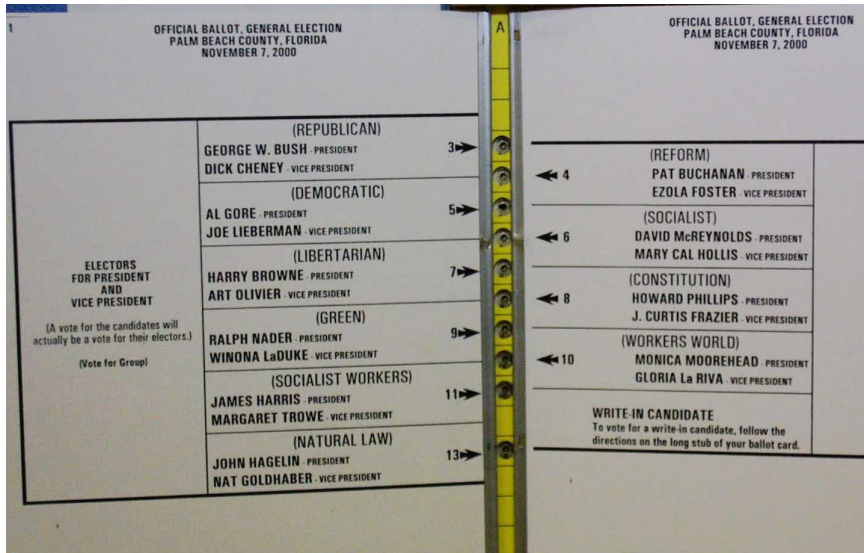 1
OFFICIAL BALLOT, GENERAL ELECTION
PALM BEACH COUNTY, FLORIDA
NOVEMBER 7, 2000
ELECTORS
FOR PRESIDENT
AND
VICE PRESIDENT
(A vote for the candidates will
actually be a vote for their electors.)
(Vote for Group)
(REPUBLICAN)
GEORGE W. BUSH - PRESIDENT
DICK CHENEY - VICE PRESIDENT
3
(DEMOCRATIC)
AL GORE - PRESIDENT
JOE LIEBERMAN - VICE PRESIDENT
5
(LIBERTARIAN)
HARRY BROWNE - PRESIDENT
ART OLIVIER - VICE PRESIDENT
7
(GREEN)
RALPH NADER - PRESIDENT
WINONA LaDUKE - VICE PRESIDENT
9
(SOCIALIST WORKERS)
JAMES HARRIS - PRESIDENT
MARGARET TROWE - VICE PRESIDENT
11
(NATURAL LAW)
JOHN HAGELIN - PRESIDENT
NAT GOLDHABER - VICE PRESIDENT
13
A
OFFICIAL BALLOT, GENERAL ELECTION
PALM BEACH COUNTY, FLORIDA
NOVEMBER 7, 2000
(REFORM)
4 PAT BUCHANAN - PRESIDENT
EZOLA FOSTER - VICE PRESIDENT
(SOCIALIST)
6 DAVID McREYNOLDS - PRESIDENT
MARY CAL HOLLIS - VICE PRESIDENT
(CONSTITUTION)
8 HOWARD PHILLIPS - PRESIDENT
J. CURTIS FRAZIER - VICE PRESIDENT
(WORKERS WORLD)
10 MONICA MOOREHEAD - PRESIDENT
GLORIA La RIVA - VICE PRESIDENT
WRITE-IN CANDIDATE
To vote for a write-in candidate, follow the
directions on the long stub of your ballot card.